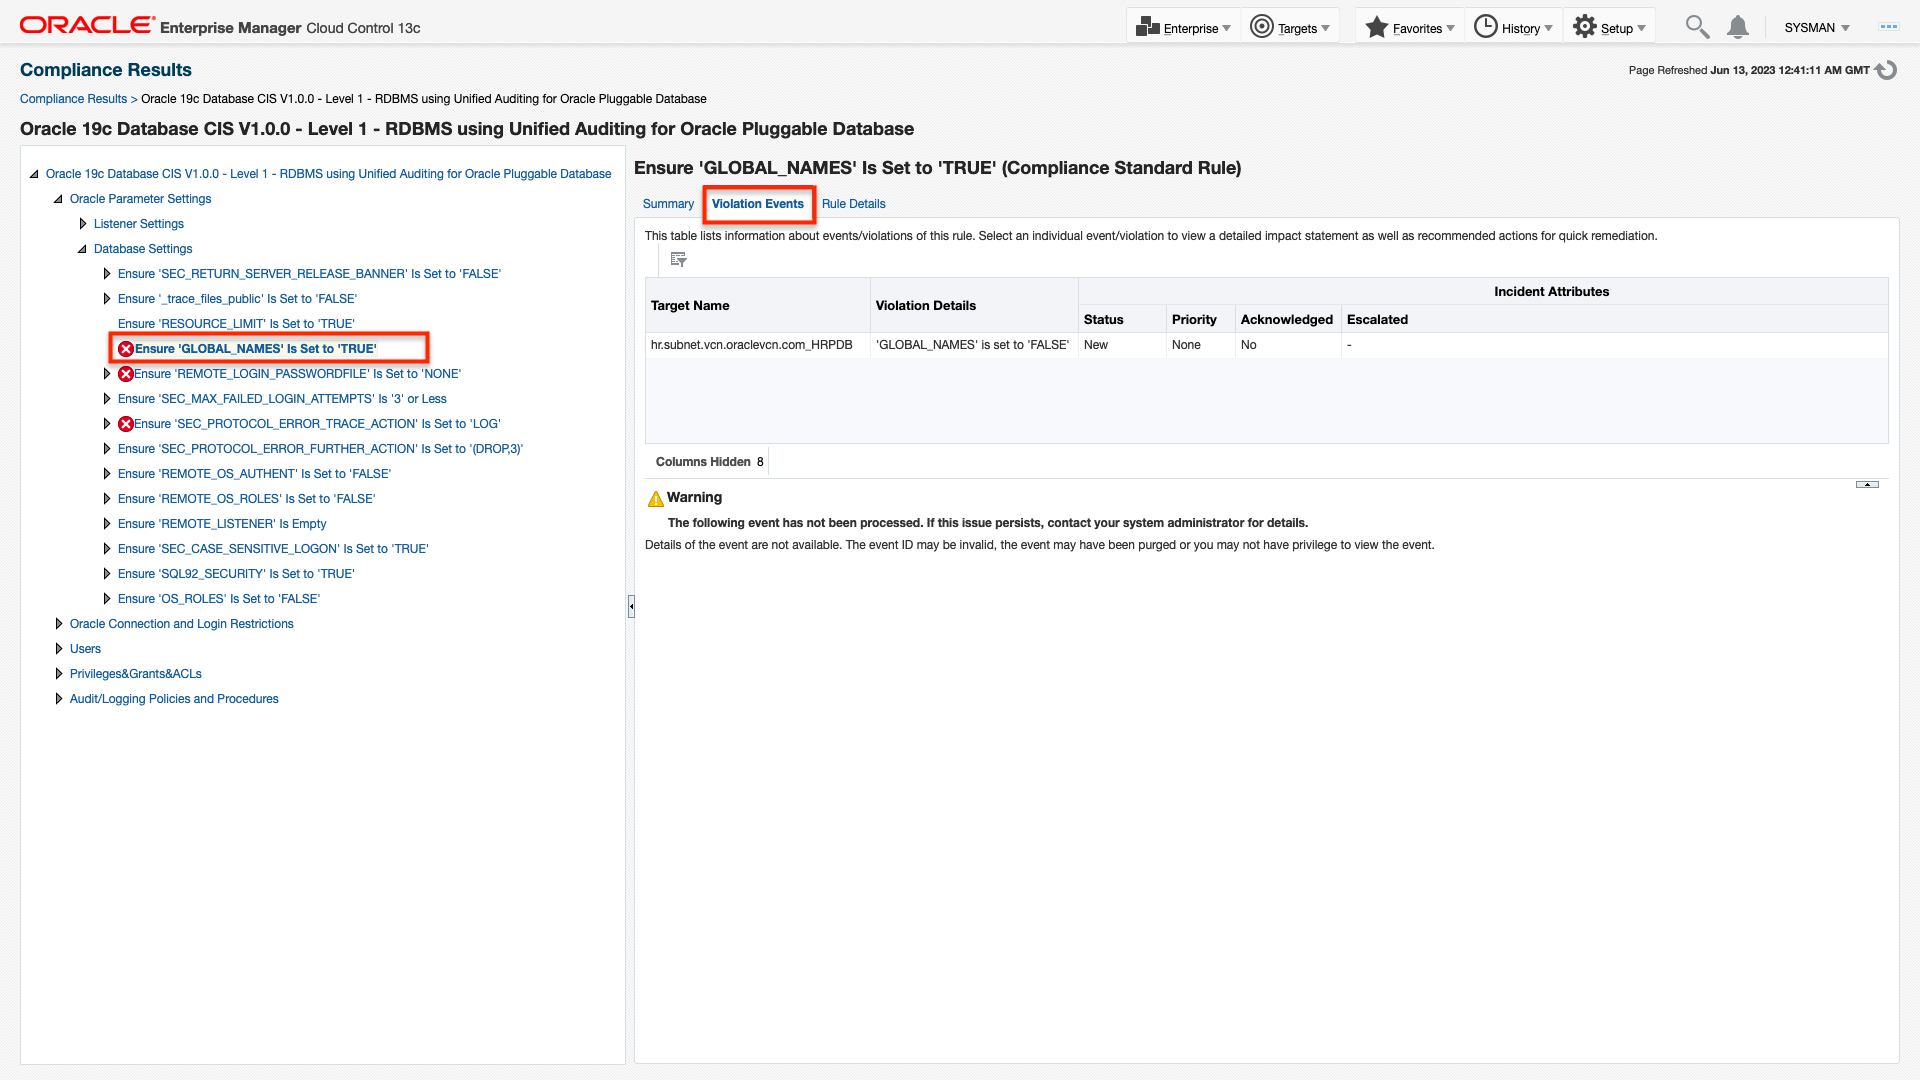 ORACLE Enterprise Manager Cloud Control 13c
Enterprise
Targets
Favorites
History
Setup
SYSMAN
Compliance Results
Page Refreshed Jun 13, 2023 12:41:11 AM GMT
Compliance Results > Oracle 19c Database CIS V1.0.0 - Level 1 - RDBMS using Unified Auditing for Oracle Pluggable Database
Oracle 19c Database CIS V1.0.0 - Level 1 - RDBMS using Unified Auditing for Oracle Pluggable Database
Oracle 19c Database CIS V1.0.0 - Level 1 - RDBMS using Unified Auditing for Oracle Pluggable Database
Oracle Parameter Settings
Listener Settings
Database Settings
Ensure 'SEC_RETURN_SERVER_RELEASE_BANNER' Is Set to 'FALSE'
Ensure '_trace_files_public' Is Set to 'FALSE'
Ensure 'RESOURCE_LIMIT' Is Set to 'TRUE'
Ensure 'GLOBAL_NAMES' Is Set to 'TRUE'
Ensure 'REMOTE_LOGIN_PASSWORDFILE' Is Set to 'NONE'
Ensure 'SEC_MAX_FAILED_LOGIN_ATTEMPTS' Is '3' or Less
Ensure 'SEC_PROTOCOL_ERROR_TRACE_ACTION' Is Set to 'LOG'
Ensure 'SEC_PROTOCOL_ERROR_FURTHER_ACTION' Is Set to '(DROP,3)'
Ensure 'REMOTE_OS_AUTHENT' Is Set to 'FALSE'
Ensure 'REMOTE_OS_ROLES' Is Set to 'FALSE'
Ensure 'REMOTE_LISTENER' Is Empty
Ensure 'SEC_CASE_SENSITIVE_LOGON' Is Set to 'TRUE'
Ensure 'SQL92_SECURITY' Is Set to 'TRUE'
Ensure 'OS_ROLES' Is Set to 'FALSE'
Oracle Connection and Login Restrictions
Users
Privileges&Grants&ACLs
Audit/Logging Policies and Procedures
Ensure 'GLOBAL_NAMES' Is Set to 'TRUE' (Compliance Standard Rule)
Summary
Violation Events
Rule Details
This table lists information about events/violations of this rule. Select an individual event/violation to view a detailed impact statement as well as recommended actions for quick remediation.
Target Name
Violation Details
Incident Attributes
Status
Priority
Acknowledged
Escalated
hr.subnet.vcn.oraclevcn.com_HRPDB
'GLOBAL_NAMES' is set to 'FALSE'
New
None
No
-
Columns Hidden 8
Warning
The following event has not been processed. If this issue persists, contact your system administrator for details.
Details of the event are not available. The event ID may be invalid, the event may have been purged or you may not have privilege to view the event.